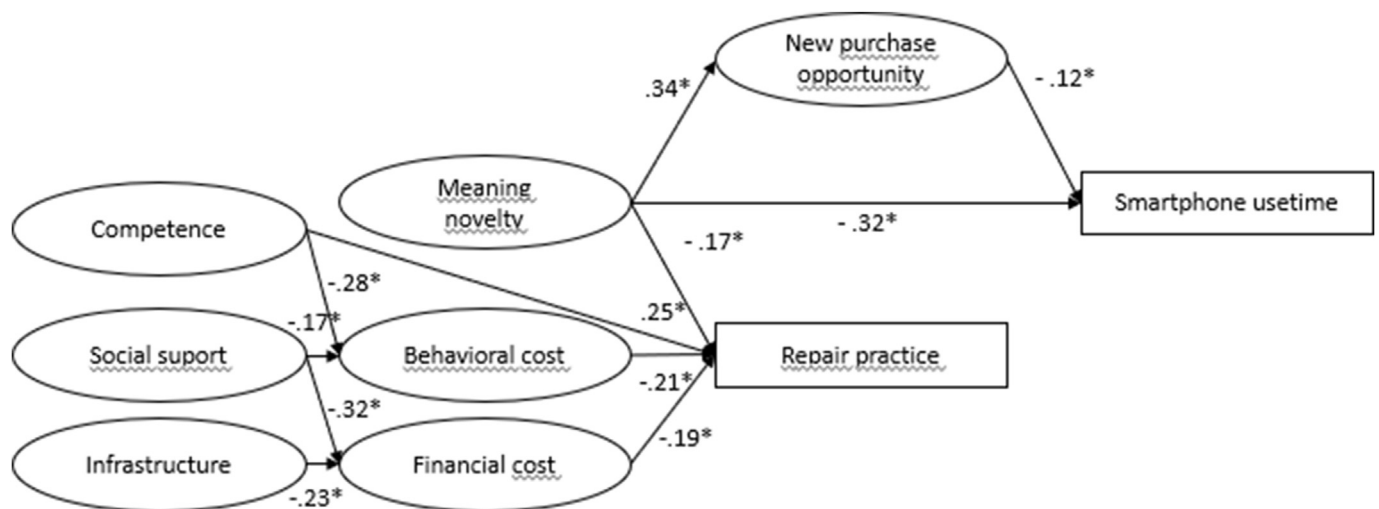 New purchase
opportunity
.34*
- .12*
Meaning
novelty
Smartphone usetime
Competence
- .32*
- .17*
-.28*
.25*
-.17*
Social suport
Behavioral cost
Repair practice
-.21*
-.32*
-.19*
Infrastructure
Financial cost
-.23*